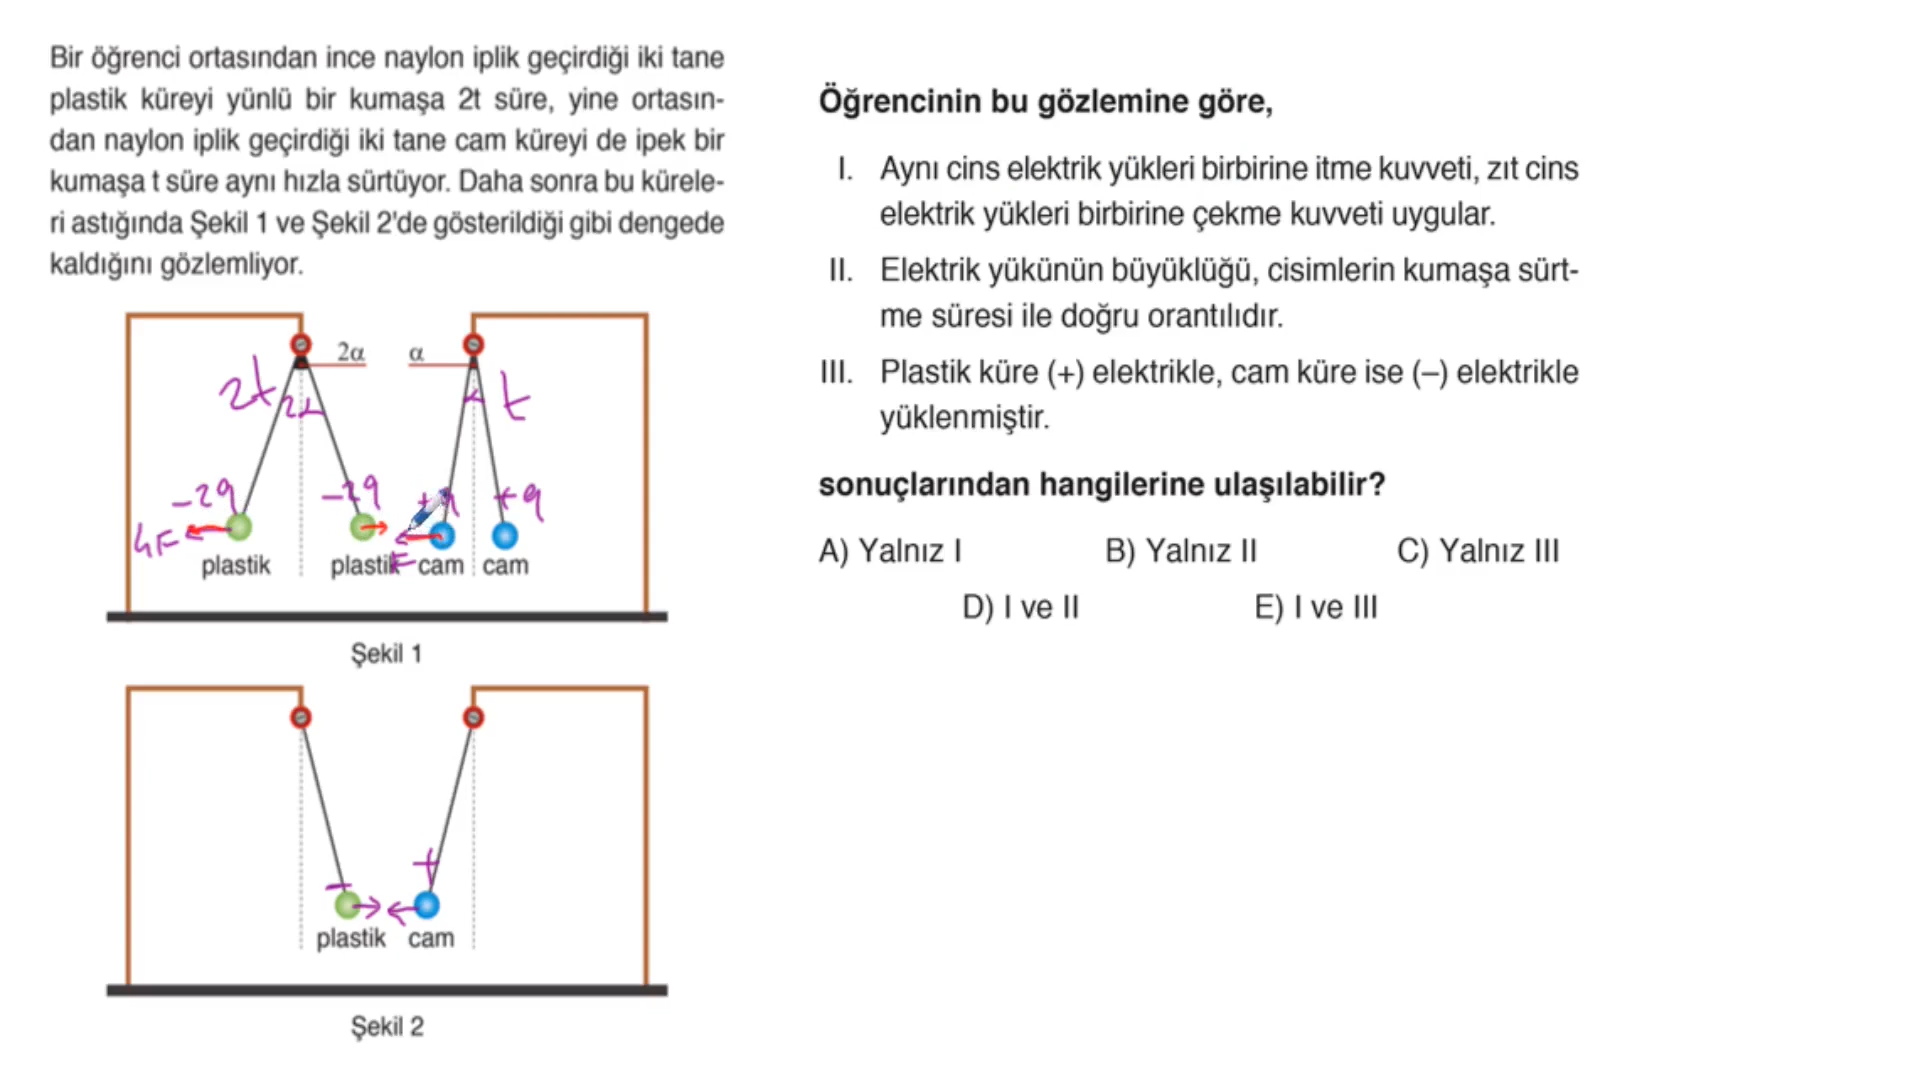 Bir öğrenci ortasından ince naylon iplik geçirdiği iki tane
plastik küreyi yünlü bir kumaşa 2t süre, yine ortasın-
dan naylon iplik geçirdiği iki tane cam küreyi de ipek bir
kumaşa t süre aynı hızla sürtüyor. Daha sonra bu kürele-
ri astığında Şekil 1 ve Şekil 2'de gösterildiği gibi dengede
kaldığını gözlemliyor.
2α α
2t t
-2q -2q +q +q
4F
plastik plastik F cam cam
Şekil 1
- +
plastik cam
Şekil 2
Öğrencinin bu gözlemine göre,
I. Aynı cins elektrik yükleri birbirine itme kuvveti, zıt cins
elektrik yükleri birbirine çekme kuvveti uygular.
II. Elektrik yükünün büyüklüğü, cisimlerin kumaşa sürt-
me süresi ile doğru orantılıdır.
III. Plastik küre (+) elektrikle, cam küre ise (–) elektrikle
yüklenmiştir.
sonuçlarından hangilerine ulaşılabilir?
A) Yalnız I B) Yalnız II C) Yalnız III
D) I ve II E) I ve III